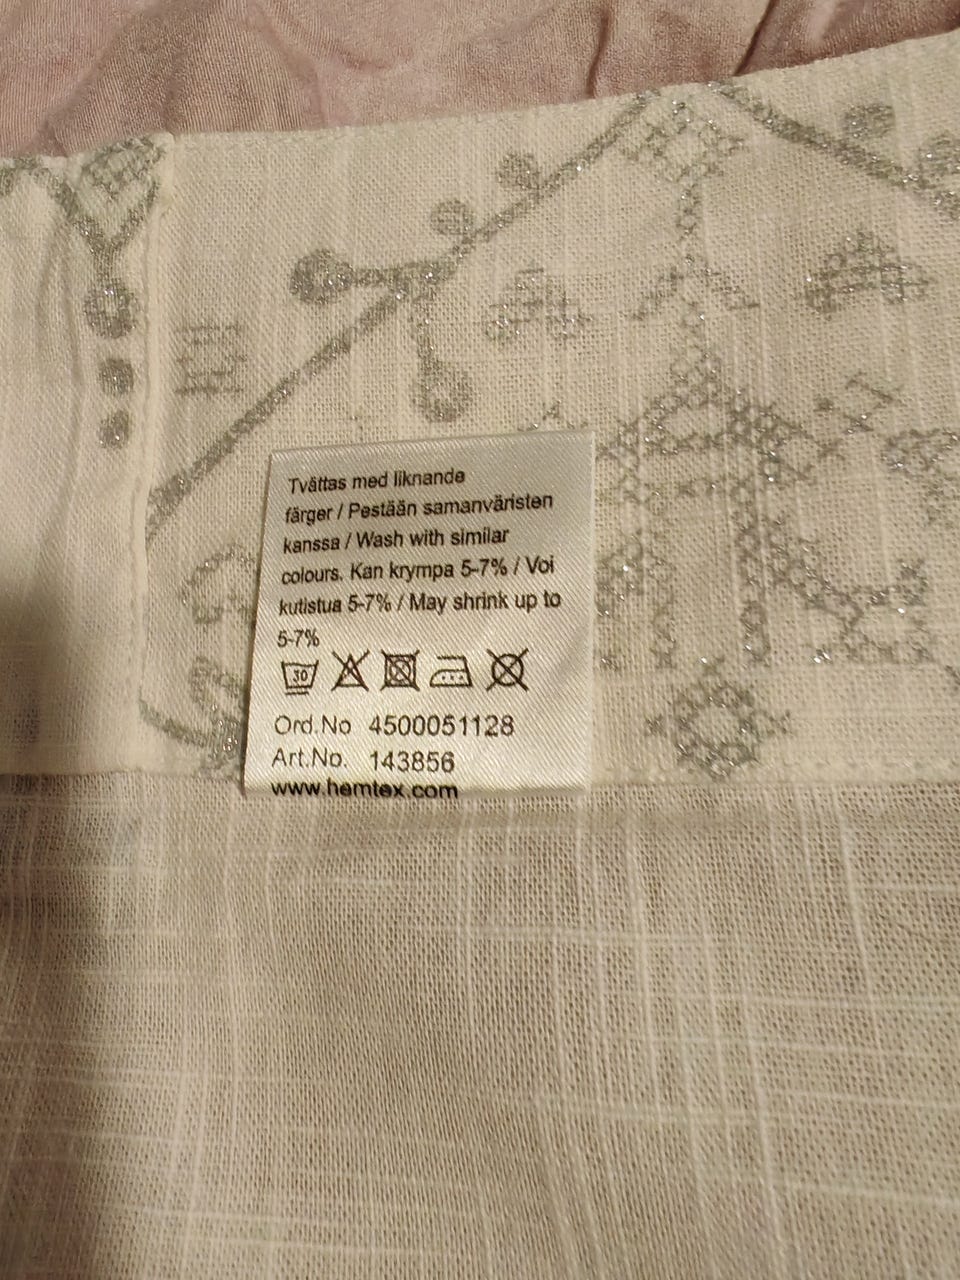 Tvättas med liknande
färger / Pestään samanväristen
kanssa / Wash with similar
colours. Kan krympa 5-7% / Voi
kutistua 5-7% / May shrink up to
5-7%
30
Ord.No 4500051128
Art.No. 143856
www.hemtex.com